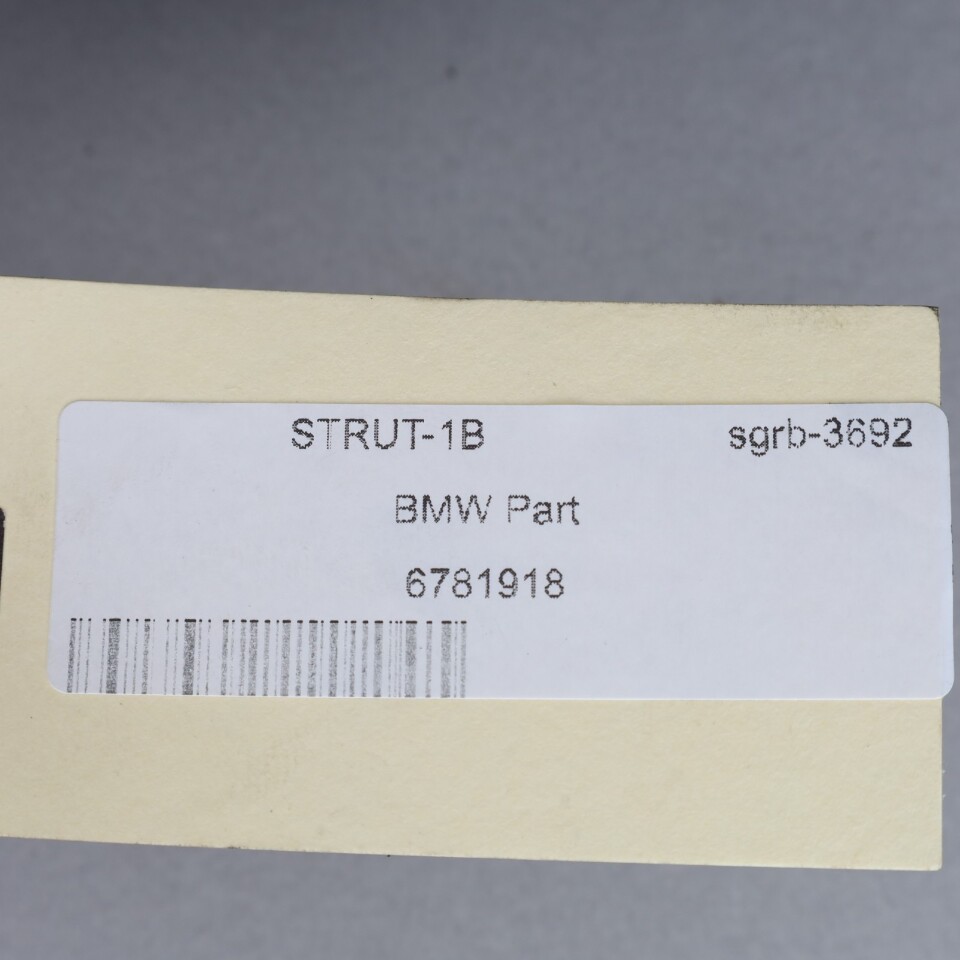 STRUT-1B sgrb-3692
BMW Part
6781918